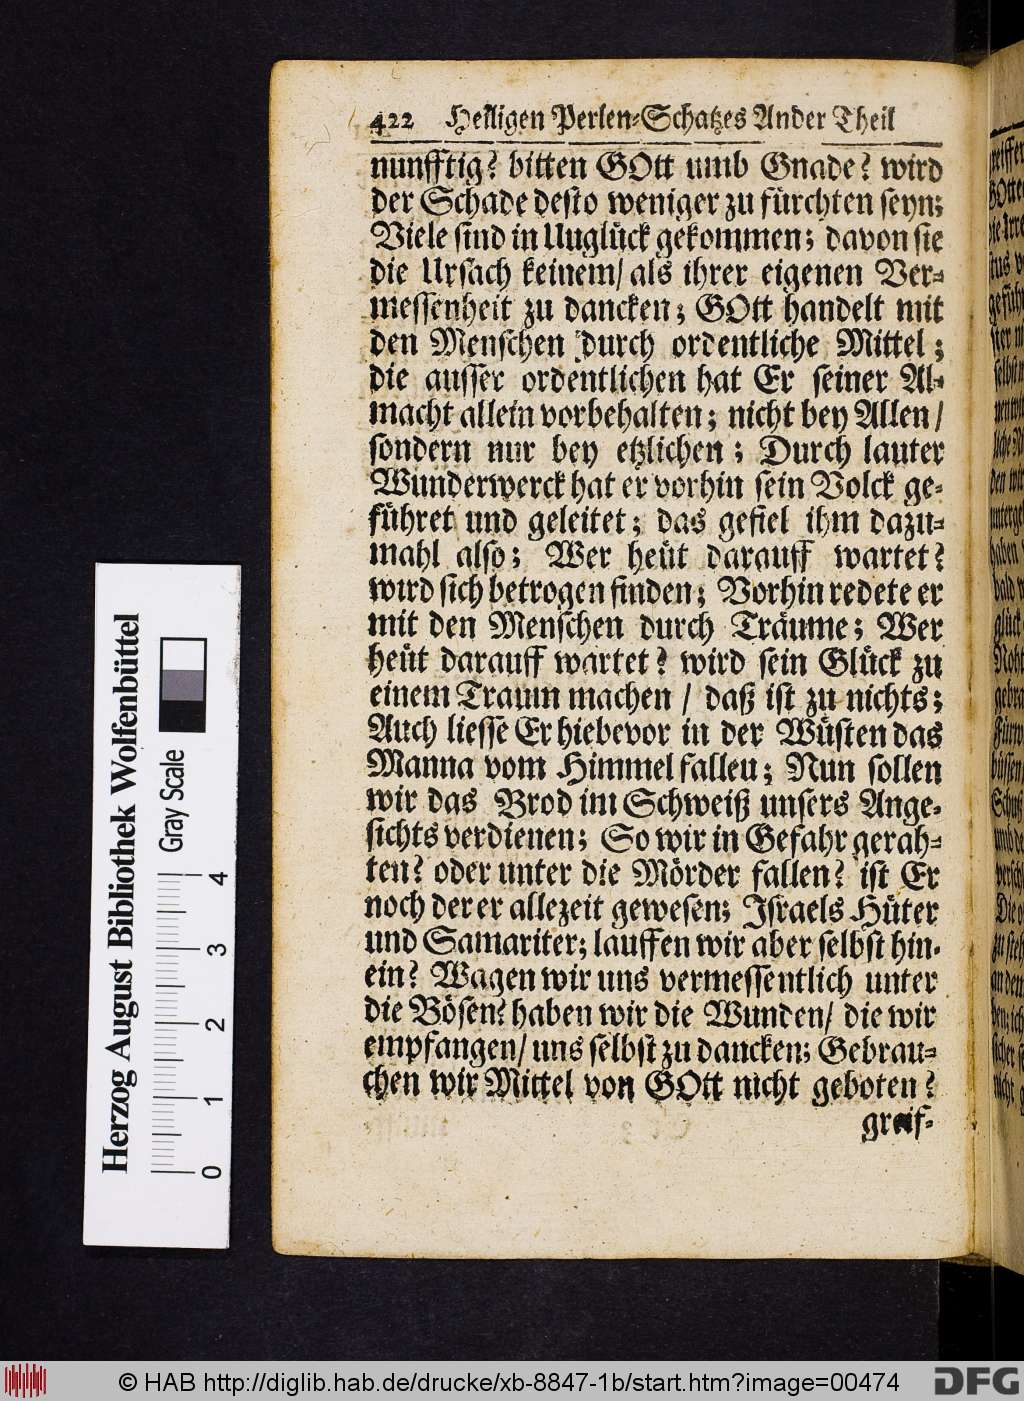 422 Heiligen Perlen-Schatzes Ander Theil
nunfftig? bitten GOtt umb Gnade? wird
der Schade desto weniger zu fürchten seyn;
Viele sind in Uuglück gekommen; davon sie
die Ursach keinem/ als ihrer eigenen Ver-
messenheit zu dancken; GOtt handelt mit
den Menschen durch ordentliche Mittel;
die ausser ordentlichen hat Er seiner Al-
macht allein vorbehalten; nicht bey Allen/
sondern nur bey etzlichen; Durch lauter
Wunderwerck hat er vorhin sein Volck ge-
führet und geleitet; das gefiel ihm dazu-
mahl also; Wer heüt darauff wartet?
wird sich betrogen finden; Vorhin redete er
mit den Menschen durch Träume; Wer
heüt darauff wartet? wird sein Glück zu
einem Traum machen / daß ist zu nichts;
Auch liesse Er hiebevor in der Wüsten das
Manna vom Himmel falleu; Nun sollen
wir das Brod im Schweiß unsers Ange-
sichts verdienen; So wir in Gefahr gerah-
ten? oder unter die Mörder fallen? ist Er
noch der er allezeit gewesen; Israels Hüter
und Samariter; lauffen wir aber selbst hin-
ein? Wagen wir uns vermessentlich unter
die Bösen? haben wir die Wunden/ die wir
empfangen/ uns selbst zu dancken; Gebrau-
chen wir Mittel von GOtt nicht geboten?
greif-
Herzog August Bibliothek Wolfenbüttel
Gray Scale
0 1 2 3 4
© HAB http://diglib.hab.de/drucke/xb-8847-1b/start.htm?image=00474
DFG